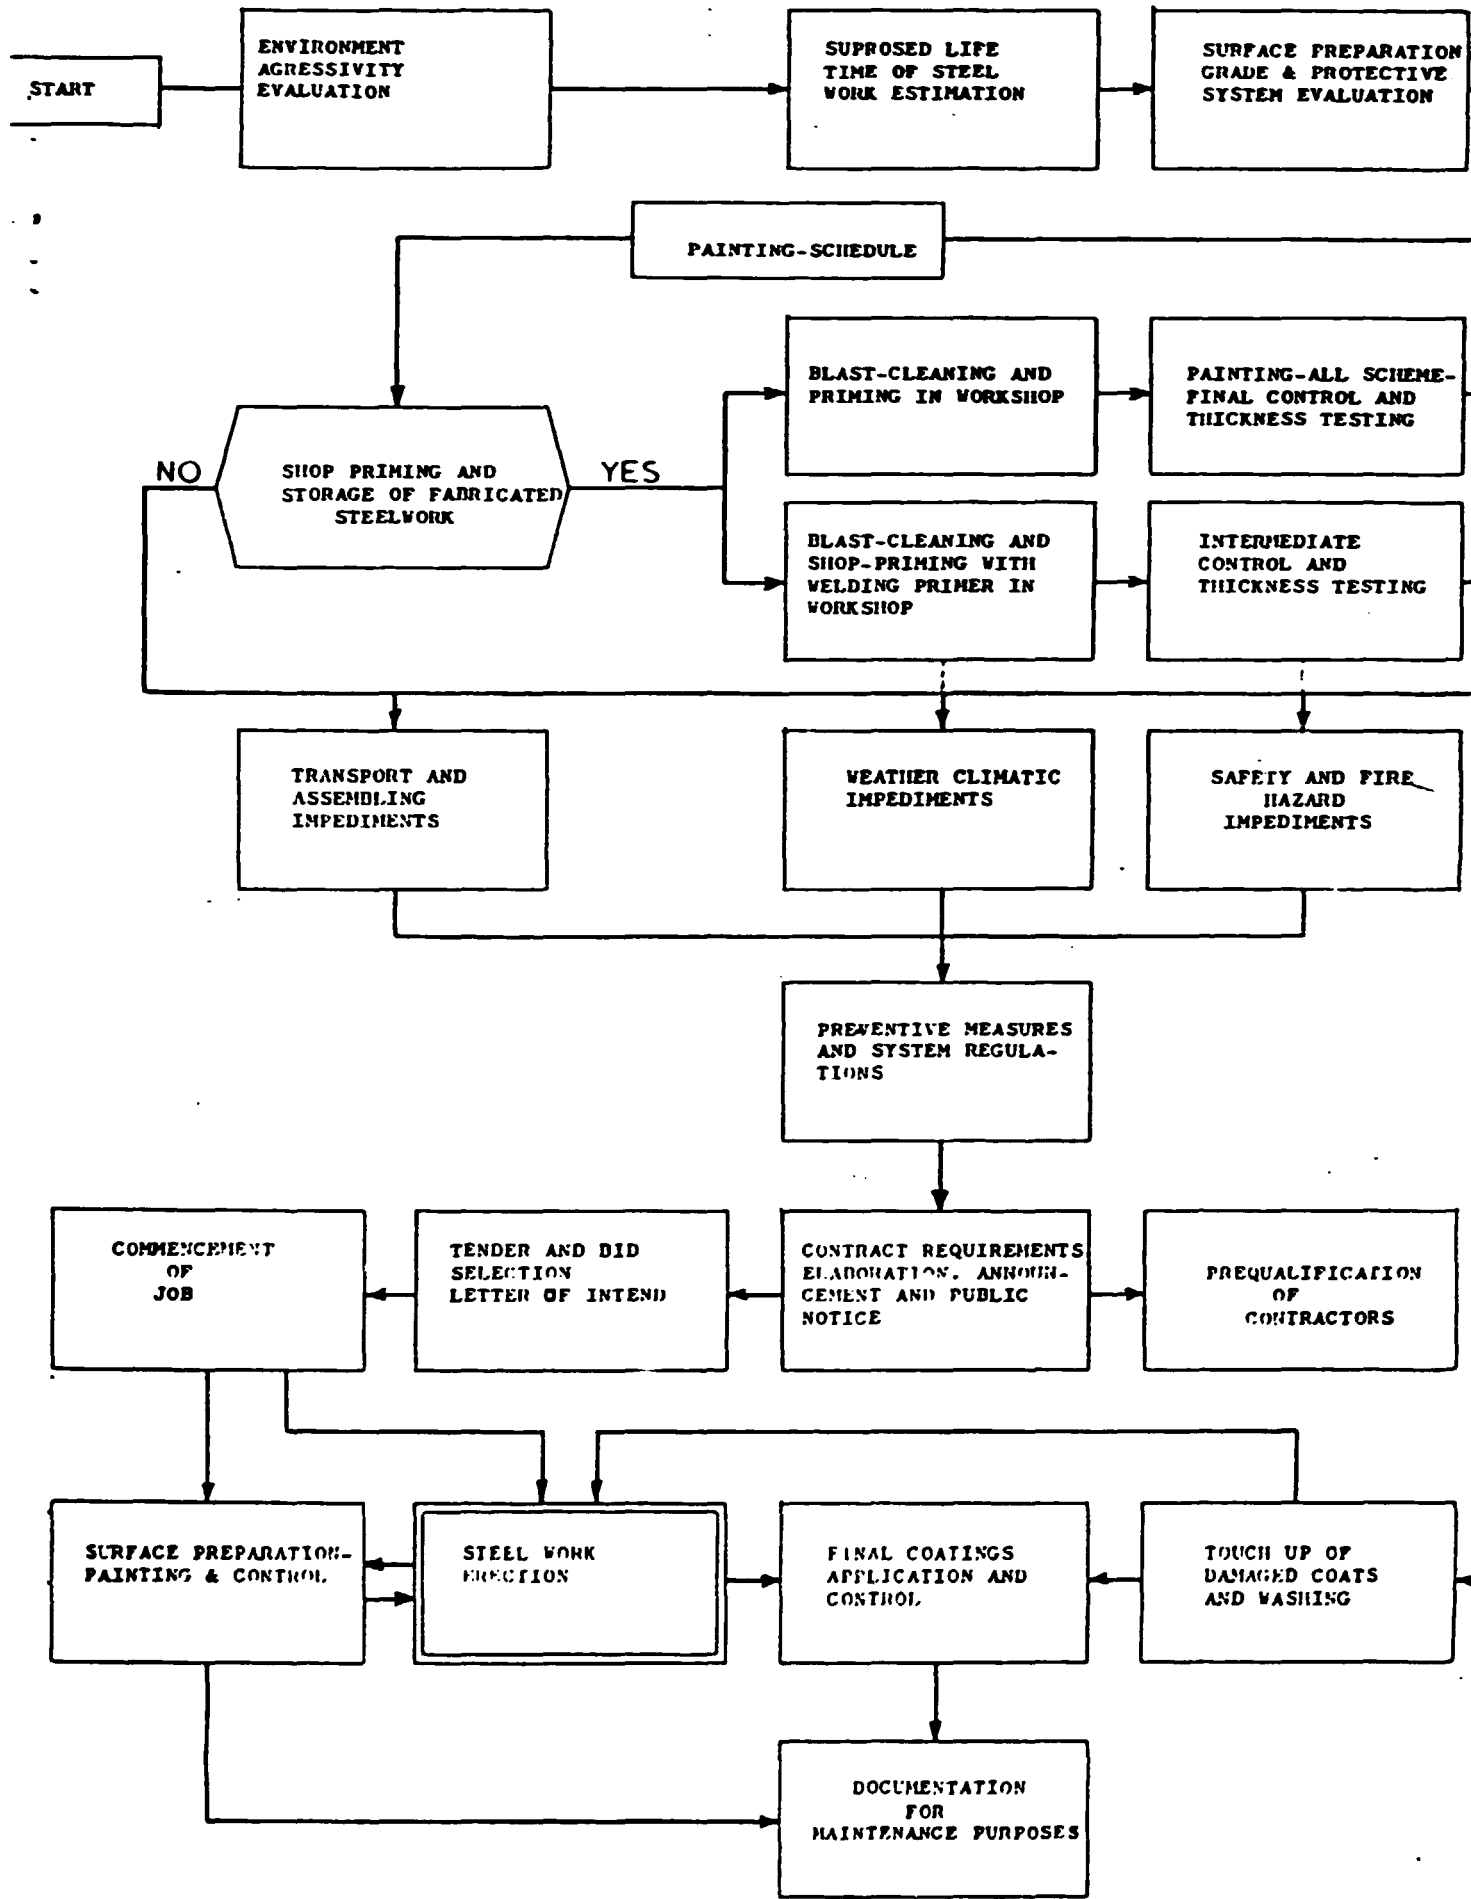 START
ENVIRONMENT
AGRESSIVITY
EVALUATION
SUPROSED LIFE
TIME OF STEEL
WORK ESTIMATION
SURFACE PREPARATION
GRADE & PROTECTIVE
SYSTEM EVALUATION
PAINTING-SCHEDULE
SHOP PRIMING AND
STORAGE OF FABRICATED
STEELWORK
NO
YES
BLAST-CLEANING AND
PRIMING IN WORKSHOP
PAINTING-ALL SCHEME-
FINAL CONTROL AND
THICKNESS TESTING
BLAST-CLEANING AND
SHOP-PRIMING WITH
WELDING PRIMER IN
WORKSHOP
INTERMEDIATE
CONTROL AND
THICKNESS TESTING
TRANSPORT AND
ASSEMBLING
IMPEDIMENTS
WEATHER CLIMATIC
IMPEDIMENTS
SAFETY AND FIRE
HAZARD
IMPEDIMENTS
PREVENTIVE MEASURES
AND SYSTEM REGULA-
TIONS
COMMENCEMENT
OF
JOB
TENDER AND BID
SELECTION
LETTER OF INTEND
CONTRACT REQUIREMENTS
ELABORATION. ANNOUN-
CEMENT AND PUBLIC
NOTICE
PREQUALIFICATION
OF
CONTRACTORS
SURFACE PREPARATION-
PAINTING & CONTROL
STEEL WORK
ERECTION
FINAL COATINGS
APPLICATION AND
CONTROL
TOUCH UP OF
DAMAGED COATS
AND WASHING
DOCUMENTATION
FOR
MAINTENANCE PURPOSES